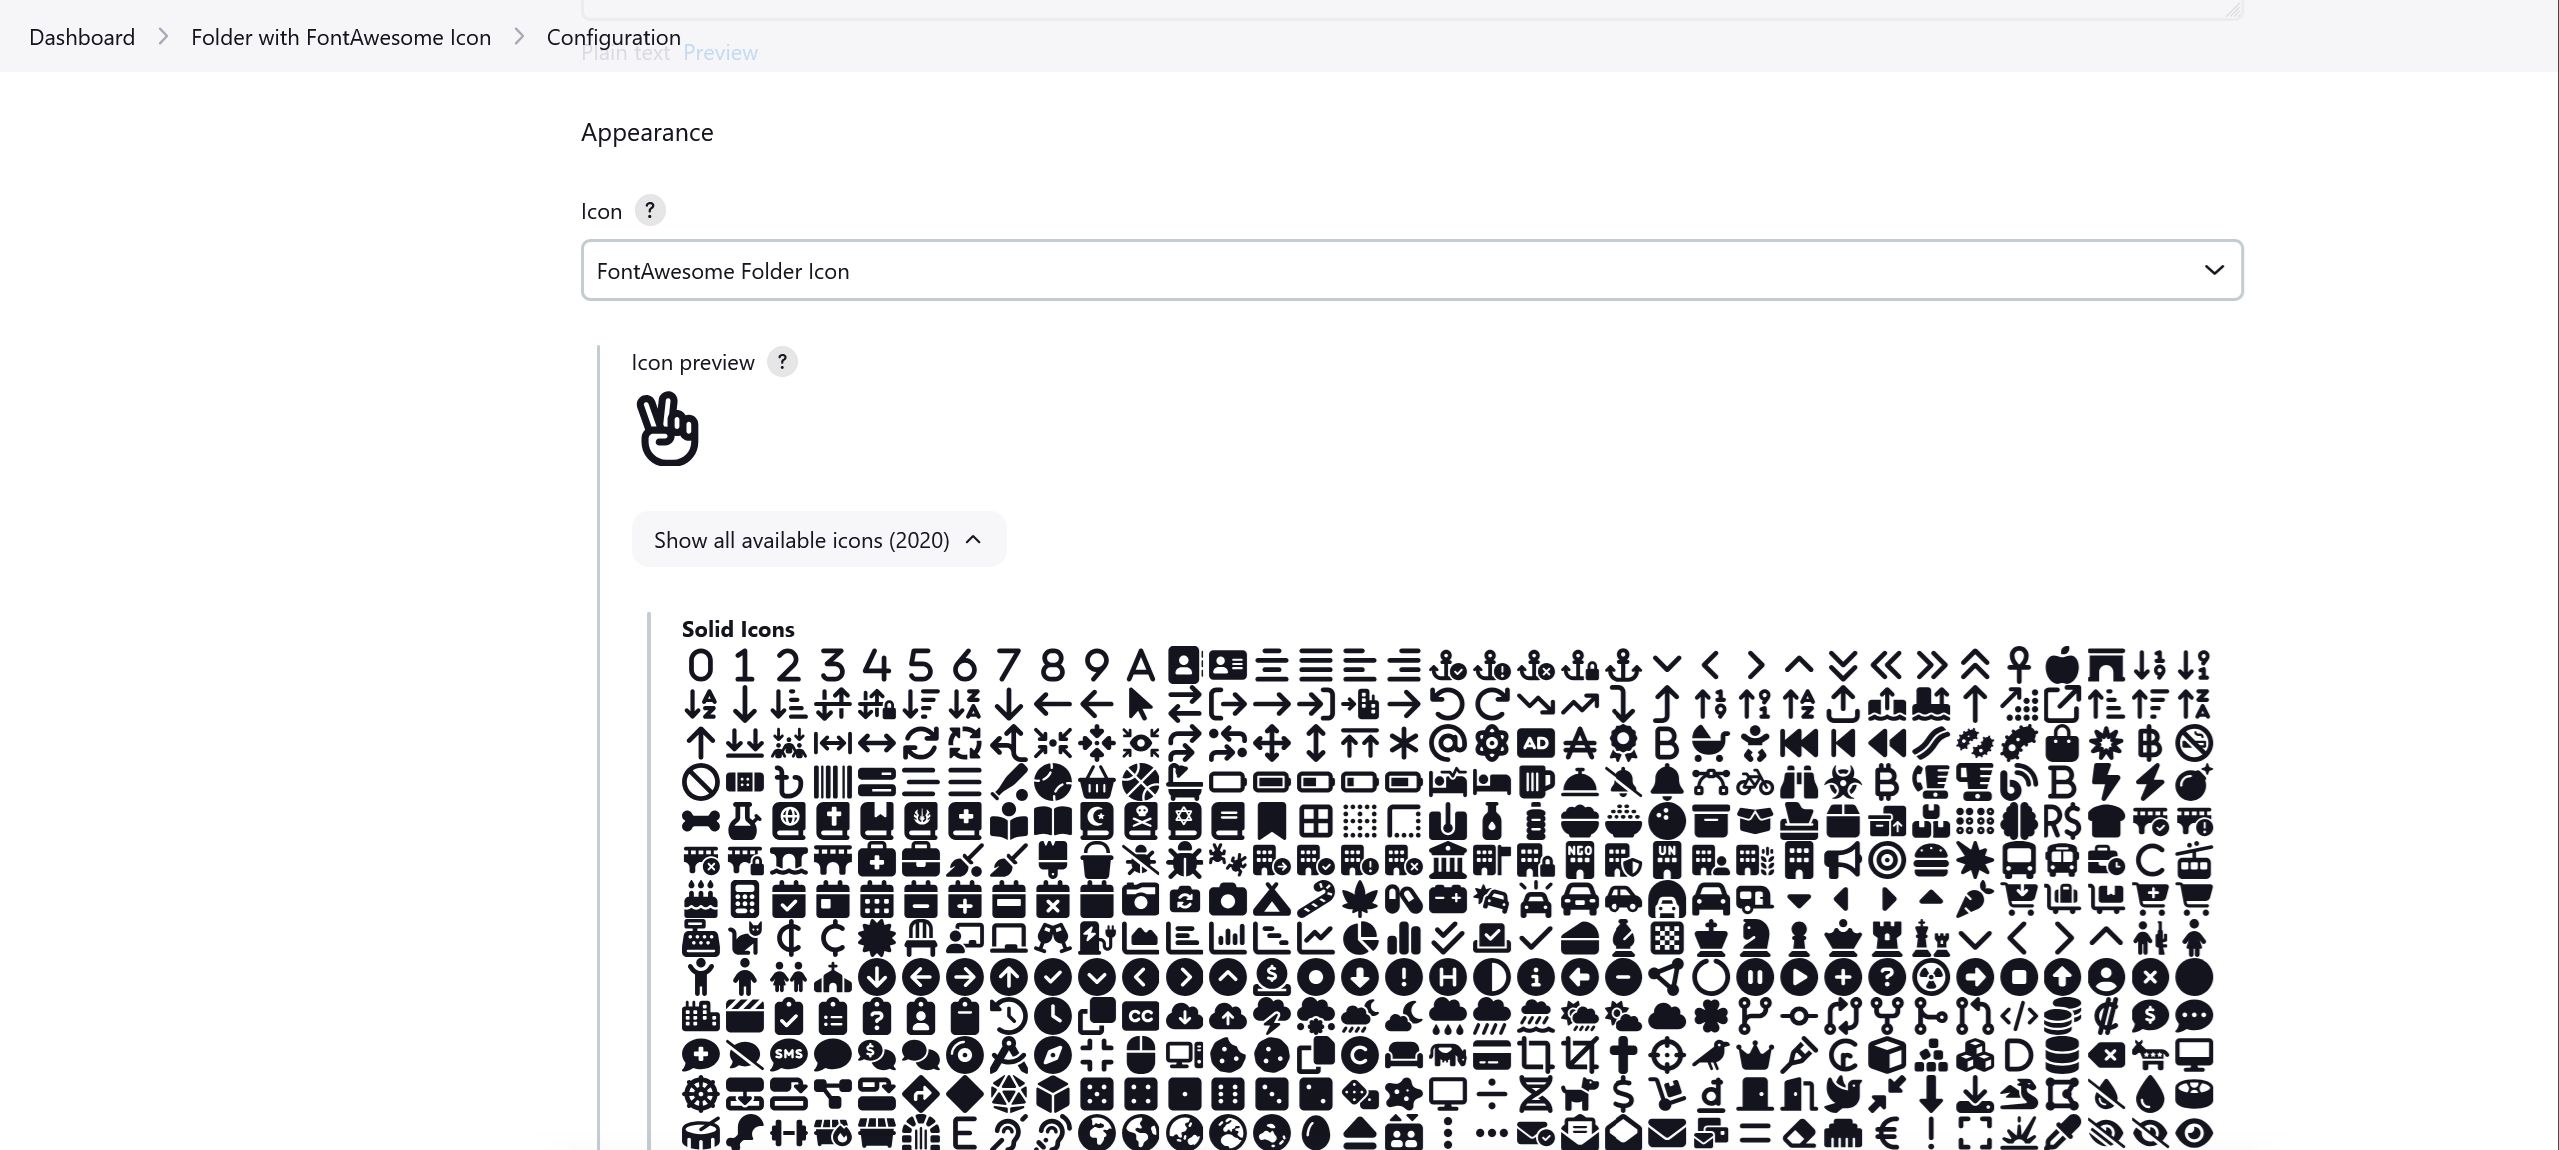 Dashboard > Folder with FontAwesome Icon > Configuration
Plain text Preview
Appearance
Icon ?
FontAwesome Folder Icon
Icon preview ?
Show all available icons (2020)
Solid Icons
0 1 2 3 4 5 6 7 8 9 A
AD B
B
R$
NGO UN C
CC
SMS D
E